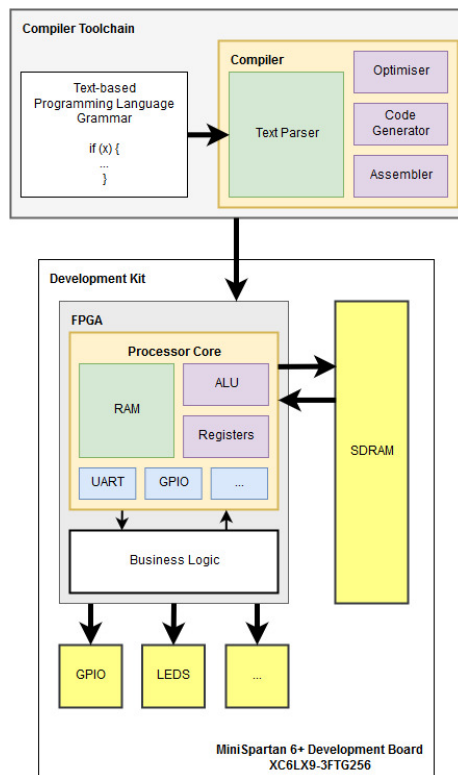 Compiler Toolchain
Text-based
Programming Language
Grammar
if (x) {
...
}
Compiler
Text Parser
Optimiser
Code
Generator
Assembler
Development Kit
FPGA
Processor Core
RAM
ALU
Registers
UART
GPIO
...
Business Logic
SDRAM
GPIO
LEDS
...
MiniSpartan 6+ Development Board
XC6LX9-3FTG256